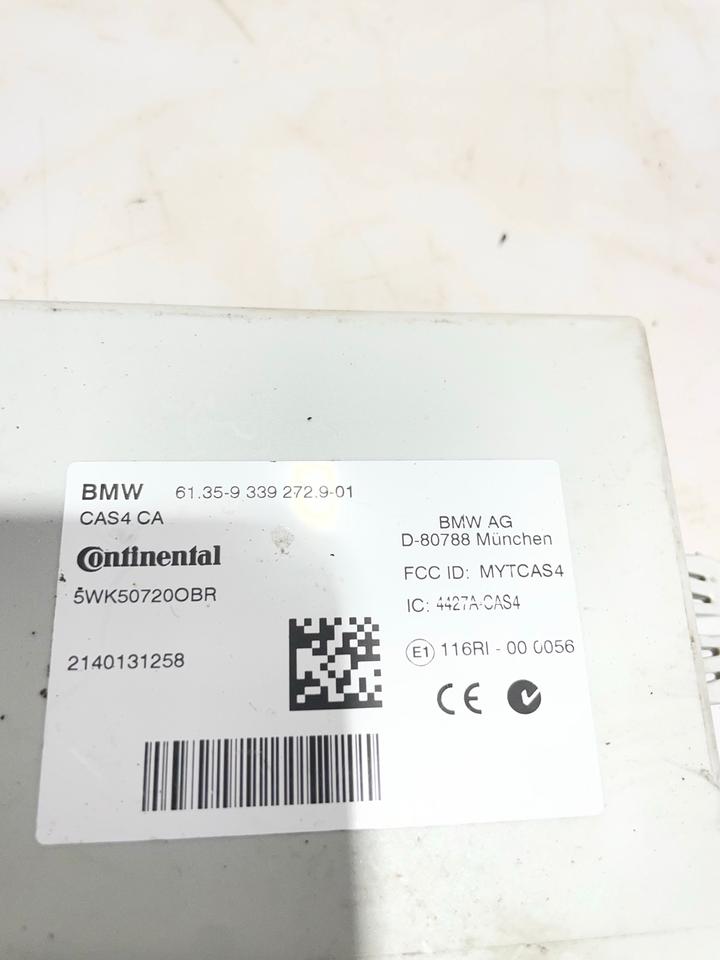 BMW 61.35-9 339 272.9-01
CAS4 CA
Continental
5WK50720OBR
2140131258
BMW AG
D-80788 München
FCC ID: MYTCAS4
IC: 4427A-CAS4
E1 116RI - 00 0056
CE